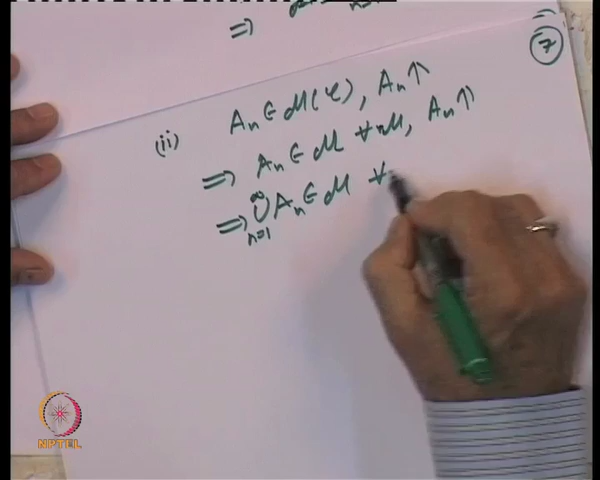 ⇒
7
(ii) Aₙ ∈ M(C), Aₙ↑
⇒ Aₙ ∈ M ∀ M, Aₙ↑
⇒ ∞⋃n=1 Aₙ ∈ M ∀
NPTEL